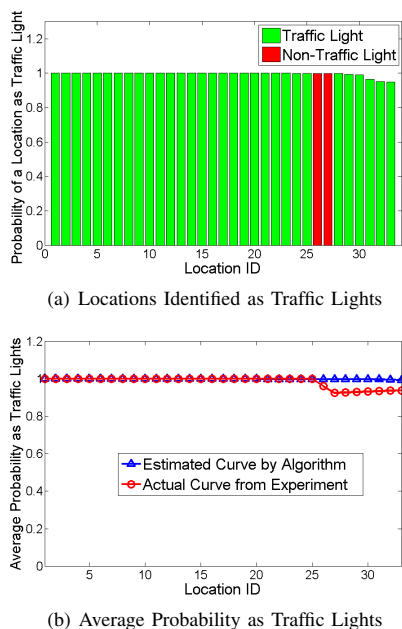 Probability of a Location as Traffic Light
1.2
1
0.8
0.6
0.4
0.2
0
Traffic Light
Non-Traffic Light
0 5 10 15 20 25 30
Location ID
(a) Locations Identified as Traffic Lights
Average Probability as Traffic Lights
1.2
1
0.8
0.6
0.4
0.2
0
Estimated Curve by Algorithm
Actual Curve from Experiment
5 10 15 20 25 30
Location ID
(b) Average Probability as Traffic Lights